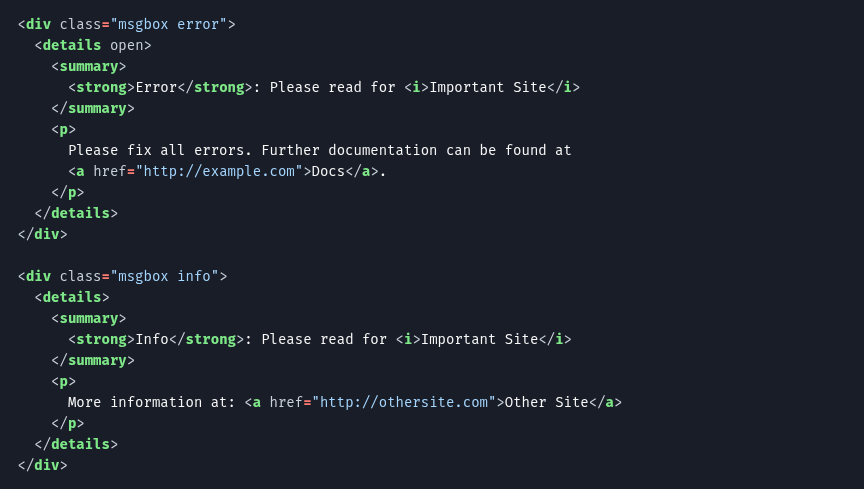 <div class="msgbox error">
  <details open>
    <summary>
      <strong>Error</strong>: Please read for <i>Important Site</i>
    </summary>
    <p>
      Please fix all errors. Further documentation can be found at
      <a href="http://example.com">Docs</a>.
    </p>
  </details>
</div>

<div class="msgbox info">
  <details>
    <summary>
      <strong>Info</strong>: Please read for <i>Important Site</i>
    </summary>
    <p>
      More information at: <a href="http://othersite.com">Other Site</a>
    </p>
  </details>
</div>